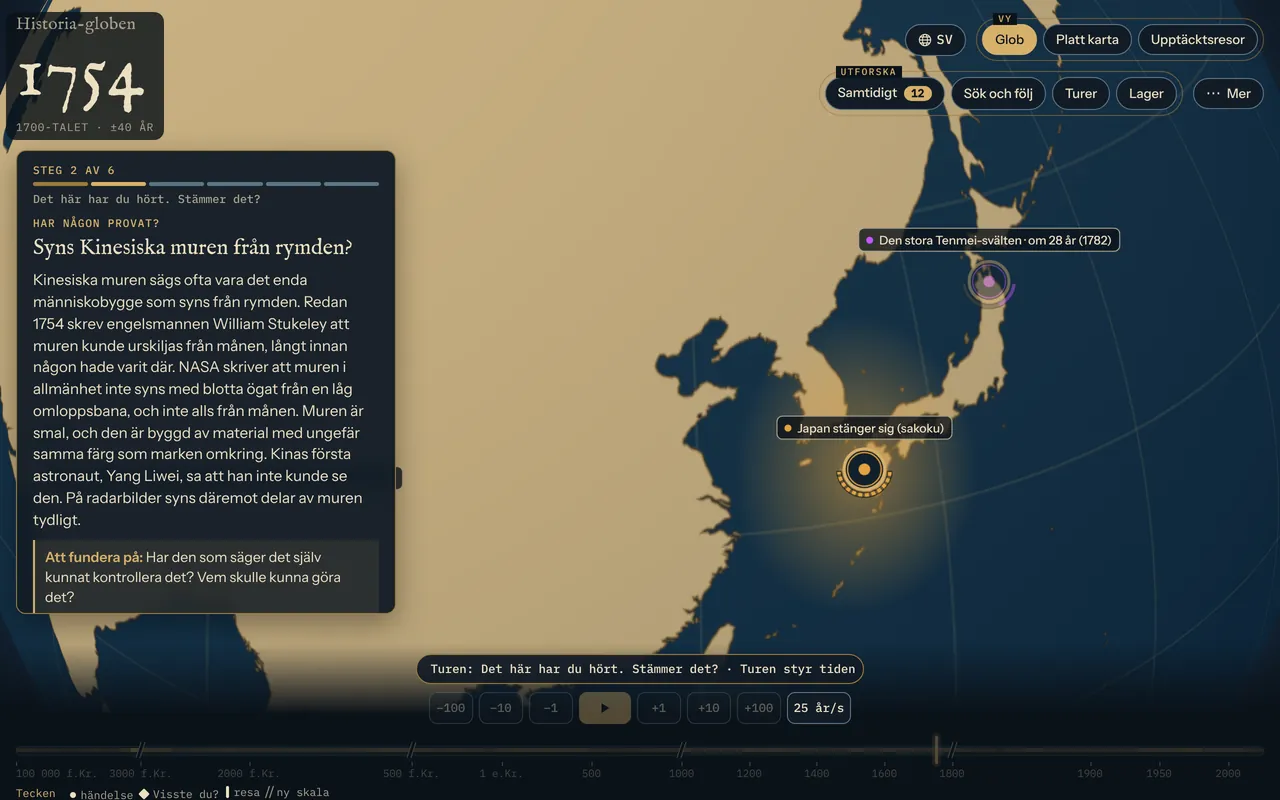 Historia-globen
1754
1700-TALET · ±40 ÅR
SV
VY
Glob
Platt karta
Upptäcktsresor
UTFORSKA
Samtidigt 12
Sök och följ
Turer
Lager
··· Mer
STEG 2 AV 6
Det här har du hört. Stämmer det?
HAR NÅGON PROVAT?
Syns Kinesiska muren från rymden?
Kinesiska muren sägs ofta vara det enda
människobygge som syns från rymden. Redan
1754 skrev engelsmannen William Stukeley att
muren kunde urskiljas från månen, långt innan
någon hade varit där. NASA skriver att muren i
allmänhet inte syns med blotta ögat från en låg
omloppsbana, och inte alls från månen. Muren är
smal, och den är byggd av material med ungefär
samma färg som marken omkring. Kinas första
astronaut, Yang Liwei, sa att han inte kunde se
den. På radarbilder syns däremot delar av muren
tydligt.
Att fundera på: Har den som säger det själv
kunnat kontrollera det? Vem skulle kunna göra
det?
Den stora Tenmei-svälten · om 28 år (1782)
Japan stänger sig (sakoku)
Turen: Det här har du hört. Stämmer det? · Turen styr tiden
−100
−10
−1
+1
+10
+100
25 år/s
100 000 f.Kr.
3000 f.Kr.
2000 f.Kr.
500 f.Kr.
1 e.Kr.
500
1000
1200
1400
1600
1800
1900
1950
2000
Tecken
händelse
Visste du?
resa
// ny skala